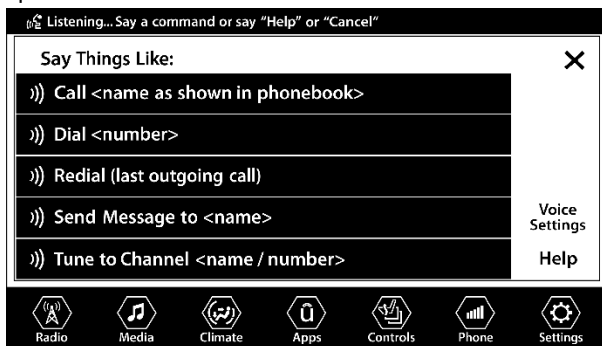 Listening... Say a command or say “Help” or “Cancel”
Say Things Like:
Call <name as shown in phonebook>
Dial <number>
Redial (last outgoing call)
Send Message to <name>
Tune to Channel <name / number>
Voice
Settings
Help
Radio
Media
Climate
û
Apps
Controls
Phone
Settings